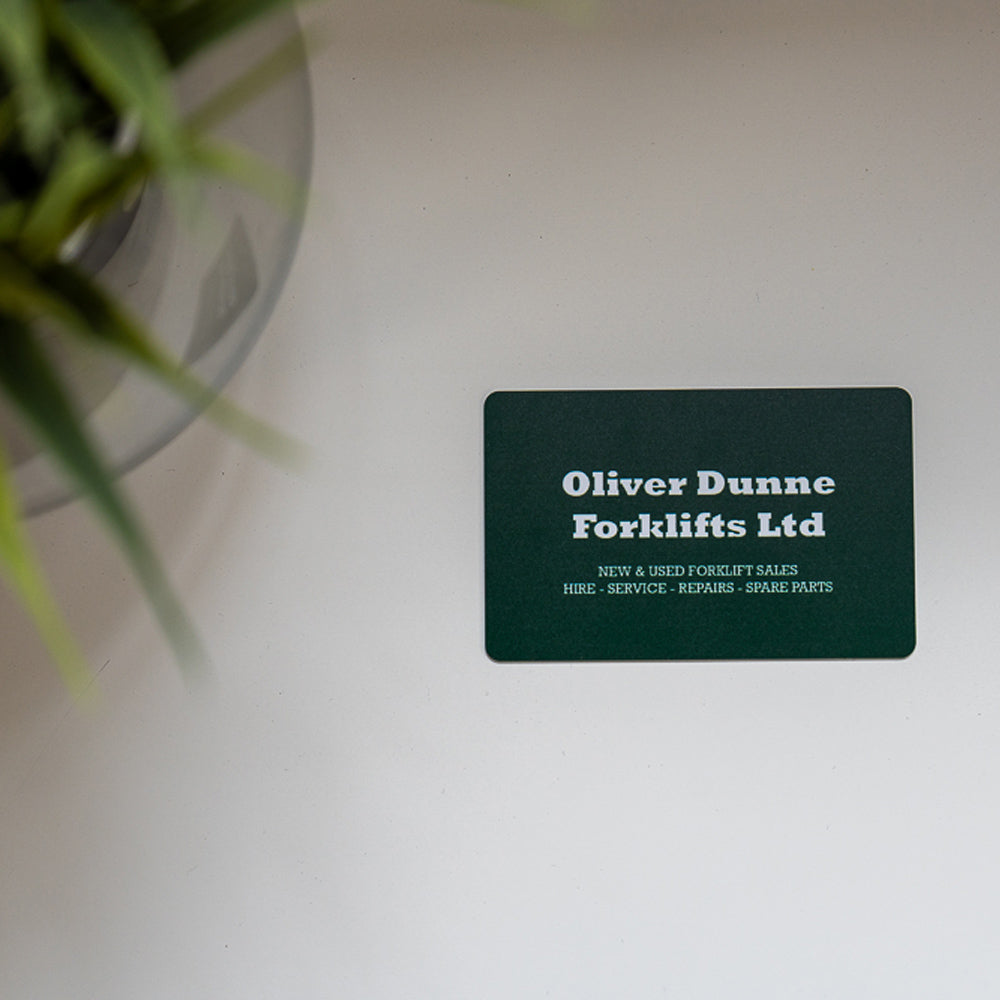 Oliver Dunne
Forklifts Ltd
NEW & USED FORKLIFT SALES
HIRE - SERVICE - REPAIRS - SPARE PARTS